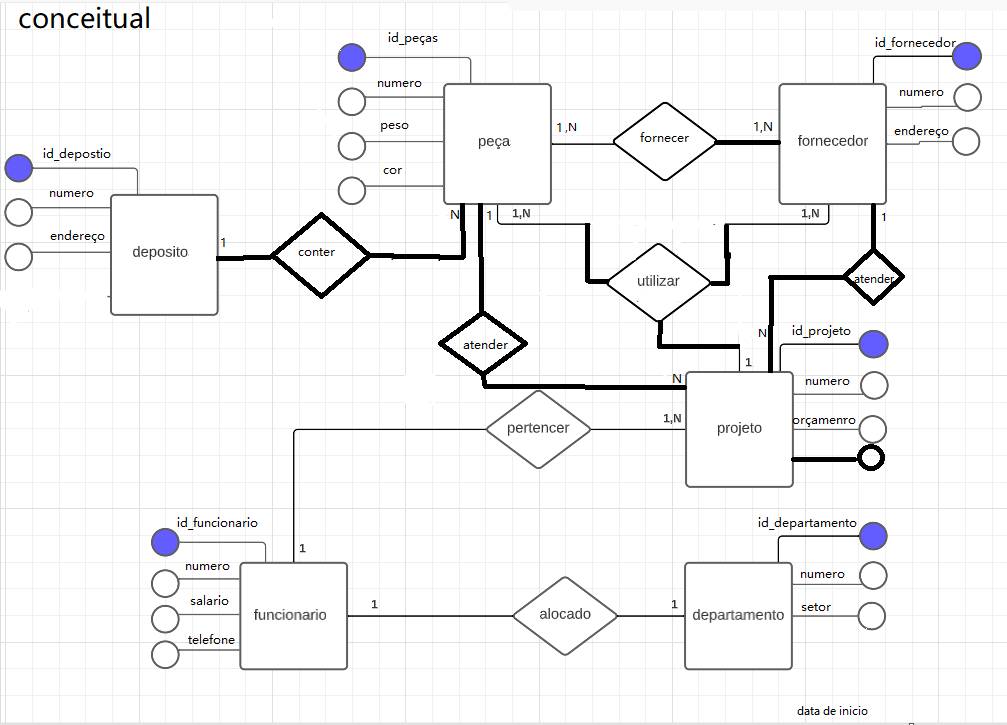 conceitual
id_peças
numero
peso
cor
peça
1,N
fornecer
1,N
fornecedor
id_fornecedor
numero
endereço
id_depostio
numero
endereço
deposito
1
conter
N
1
1,N
1,N
1
utilizar
atender
N
1
atender
N
id_projeto
numero
orçamenro
projeto
1,N
pertencer
1
id_funcionario
numero
salario
telefone
funcionario
1
alocado
1
departamento
id_departamento
numero
setor
data de inicio